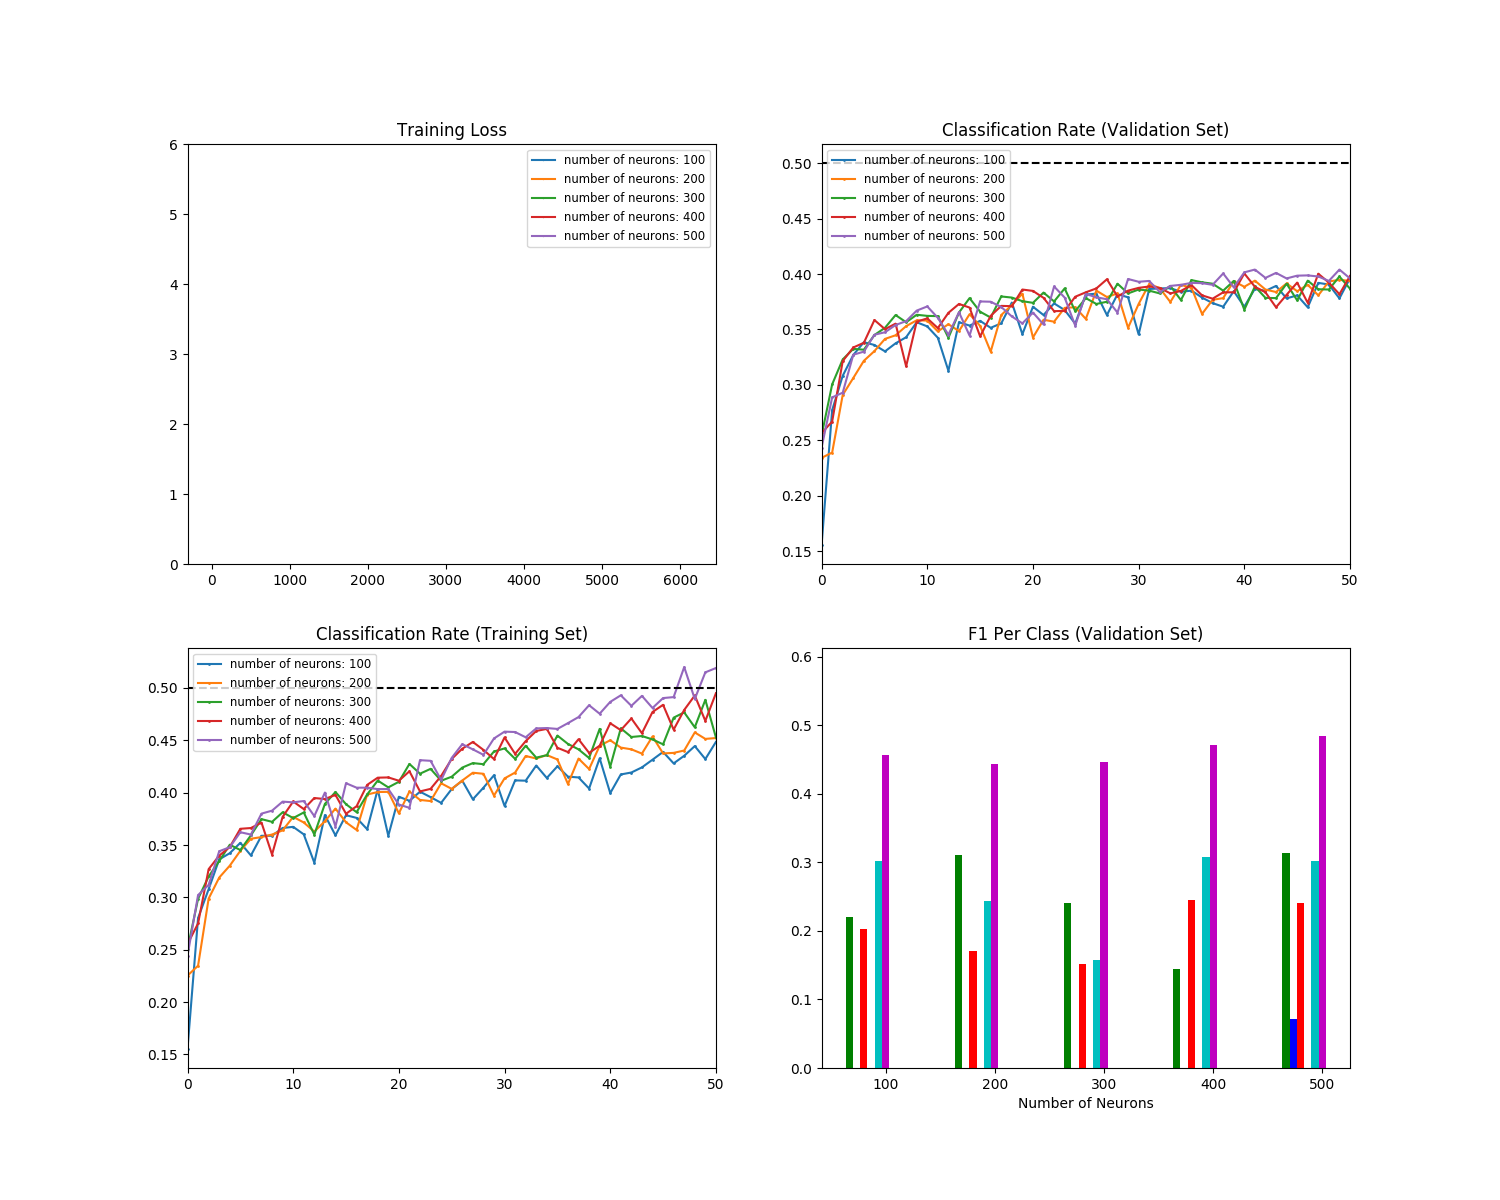 Training Loss
6
5
4
3
2
1
0
0 1000 2000 3000 4000 5000 6000
number of neurons: 100
number of neurons: 200
number of neurons: 300
number of neurons: 400
number of neurons: 500
Classification Rate (Validation Set)
0.50
0.45
0.40
0.35
0.30
0.25
0.20
0.15
0 10 20 30 40 50
number of neurons: 100
number of neurons: 200
number of neurons: 300
number of neurons: 400
number of neurons: 500
Classification Rate (Training Set)
0.50
0.45
0.40
0.35
0.30
0.25
0.20
0.15
0 10 20 30 40 50
number of neurons: 100
number of neurons: 200
number of neurons: 300
number of neurons: 400
number of neurons: 500
F1 Per Class (Validation Set)
0.6
0.5
0.4
0.3
0.2
0.1
0.0
100 200 300 400 500
Number of Neurons